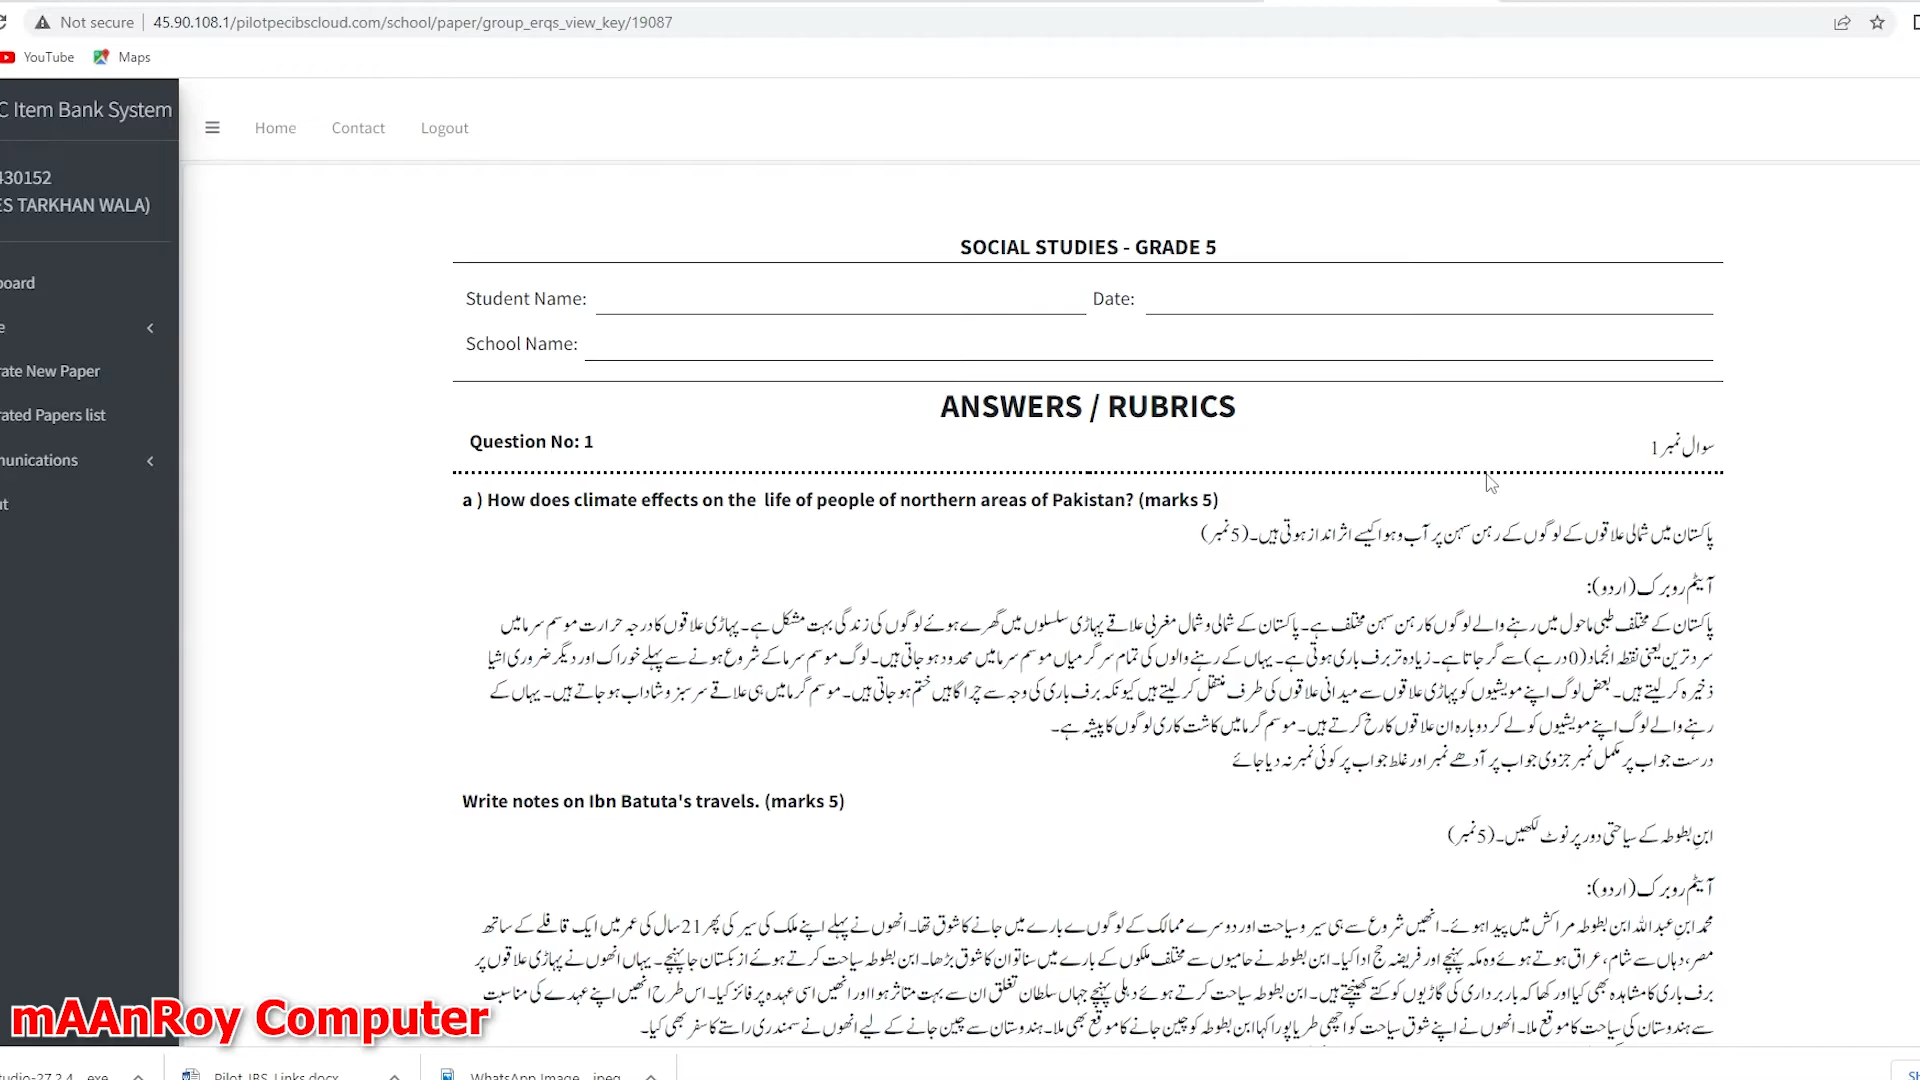 Not secure
45.90.108.1/pilotpecibscloud.com/school/paper/group_erqs_view_key/19087
YouTube
Maps
C Item Bank System
Home
Contact
Logout
430152
ES TARKHAN WALA)
board
e
rate New Paper
rated Papers list
munications
ut
SOCIAL STUDIES - GRADE 5
Student Name:
Date:
School Name:
ANSWERS / RUBRICS
Question No: 1
سوال نمبر 1
a ) How does climate effects on the life of people of northern areas of Pakistan? (marks 5)
پاکستان میں شمالی علاقوں کے لوگوں کے رہن سہن پر آب و ہوا کیسے اثر انداز ہوتی ہیں۔ (5 نمبر)
آیٹم روبرک (اردو):
پاکستان کے مختلف طبی ماحول میں رہنے والے لوگوں کا رہن سہن مختلف ہے۔ پاکستان کے شمالی و شمال مغربی علاقے پہاڑی سلسلوں میں گھرے ہوئے لوگوں کی زندگی بہت مشکل ہے۔ پہاڑی علاقوں کا درجہ حرارت موسم سرما میں
سرد ترین یعنی نقطہ انجماد (0 درجے) سے گر جاتا ہے۔ زیادہ تر برف باری ہوتی ہے۔ یہاں کے رہنے والوں کی تمام سرگرمیاں موسم سرما میں محدود ہو جاتی ہیں۔ لوگ موسم سرما کے شروع ہونے سے پہلے خوراک اور دیگر ضروری اشیا
ذخیرہ کر لیتے ہیں۔ بعض لوگ اپنے مویشیوں کو پہاڑی علاقوں سے میدانی علاقوں کی طرف منتقل کر لیتے ہیں کیونکہ برف باری کی وجہ سے چراگاہیں ختم ہو جاتی ہیں۔ موسم گرما میں ہی علاقے سرسبز و شاداب ہو جاتے ہیں۔ یہاں کے
رہنے والے لوگ اپنے مویشیوں کو لے کر دوبارہ ان علاقوں کا رخ کرتے ہیں۔ موسم گرما میں کاشت کاری لوگوں کا پیشہ ہے۔
درست جواب پر مکمل نمبر جزوی جواب پر آدھے نمبر اور غلط جواب پر کوئی نمبر نہ دیا جائے
Write notes on Ibn Batuta's travels. (marks 5)
ابنِ بطوطہ کے سیاحتی دور پر نوٹ لکھیں۔ (5 نمبر)
آیٹم روبرک (اردو):
محمد ابنِ عبداللہ ابن بطوطہ مراکش میں پیدا ہوئے۔ انھیں شروع سے ہی سیر و سیاحت اور دوسرے ممالک کے لوگوں ے بارے میں جانے کا شوق تھا۔ انھوں نے پہلے اپنے ملک کی سیر کی پھر 21 سال کی عمر میں ایک قافلے کے ساتھ
مصر، وہاں سے شام، عراق ہوتے ہوئے وہ مکہ پہنچے اور فریضہ حج ادا کیا۔ ابن بطوطہ نے حامیوں سے مختلف ملکوں کے بارے میں سنا تو ان کا شوق بڑھا۔ ابن بطوطہ سیاحت کرتے ہوئے ازبکستان جا پہنچے۔ یہاں انھوں نے پہاڑی علاقوں پر
برف باری کا مشاہدہ بھی کیا اور کھا کہ بار برداری کی گاڑیوں کو کتے کھینچتے ہیں۔ ابن بطوطہ سیاحت کرتے ہوئے دہلی پہنچے جہاں سلطان تغلق ان سے بہت متاثر ہوا اور انھیں اسی عہدہ پر فائز کیا۔ اس طرح انھیں اپنے عہدے کی مناسبت
سے ہندوستان کی سیاحت کا موقع ملا۔ انھوں نے اپنے شوق سیاحت کو اچھی طر یا پورا کہا ابن بطوطہ کو چین جانے کا موقع بھی ملا۔ ہندوستان سے چین جانے کے لیے انھوں نے سمندری راستے کا سفر بھی کیا۔
mAAnRoy Computer
tudio-27.2.4....exe
Pilot_IBS_Links.docx
WhatsApp Image....jpeg
Sh